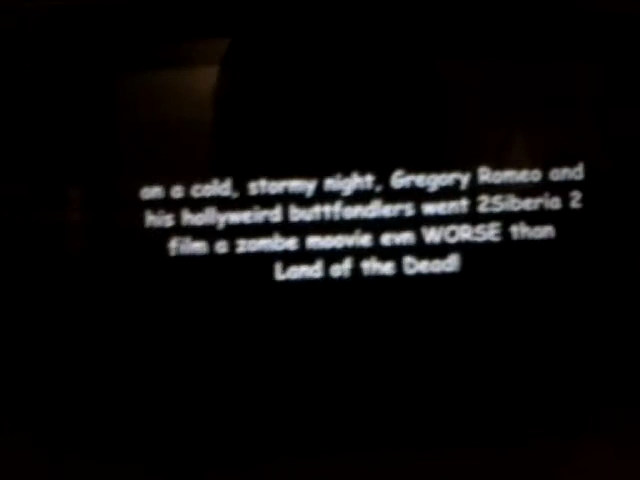 on a cold, stormy night, Gregory Romeo and
his hollyweird buttfondlers went 2Siberia 2
film a zombe moovie evn WORSE than
Land of the Dead!